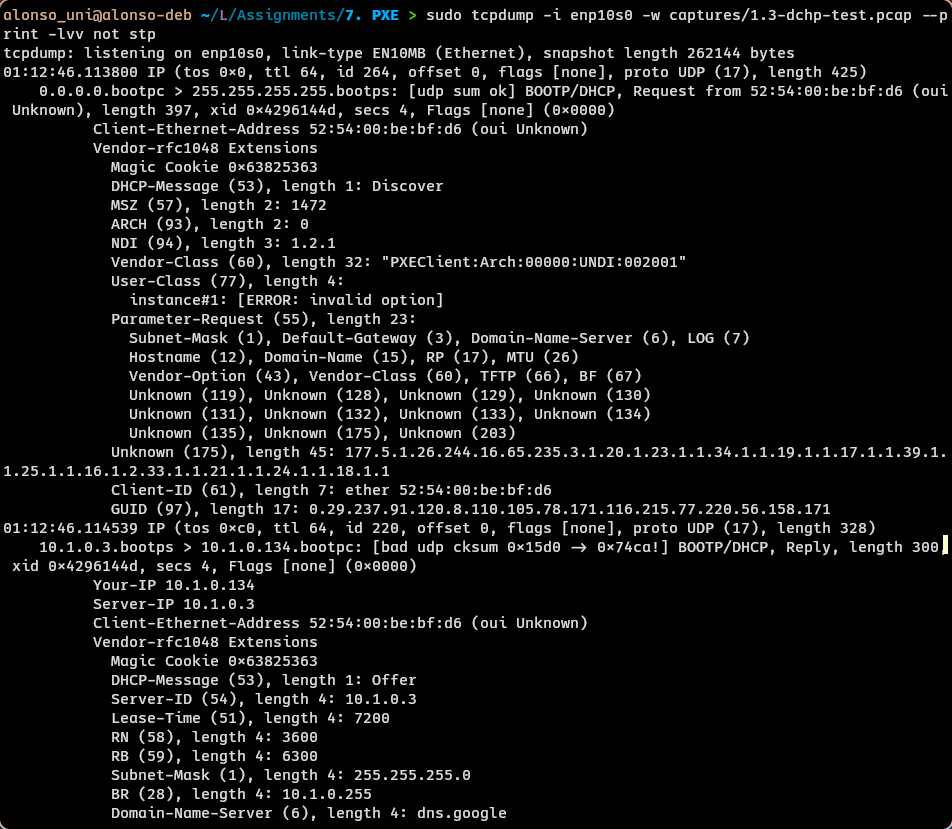 alonso_uni@alonso-deb ~/L/Assignments/7. PXE > sudo tcpdump -i enp10s0 -w captures/1.3-dchp-test.pcap --p
rint -lvv not stp
tcpdump: listening on enp10s0, link-type EN10MB (Ethernet), snapshot length 262144 bytes
01:12:46.113800 IP (tos 0x0, ttl 64, id 264, offset 0, flags [none], proto UDP (17), length 425)
    0.0.0.0.bootpc > 255.255.255.255.bootps: [udp sum ok] BOOTP/DHCP, Request from 52:54:00:be:bf:d6 (oui
 Unknown), length 397, xid 0x4296144d, secs 4, Flags [none] (0x0000)
          Client-Ethernet-Address 52:54:00:be:bf:d6 (oui Unknown)
          Vendor-rfc1048 Extensions
            Magic Cookie 0x63825363
            DHCP-Message (53), length 1: Discover
            MSZ (57), length 2: 1472
            ARCH (93), length 2: 0
            NDI (94), length 3: 1.2.1
            Vendor-Class (60), length 32: "PXEClient:Arch:00000:UNDI:002001"
            User-Class (77), length 4:
              instance#1: [ERROR: invalid option]
            Parameter-Request (55), length 23:
              Subnet-Mask (1), Default-Gateway (3), Domain-Name-Server (6), LOG (7)
              Hostname (12), Domain-Name (15), RP (17), MTU (26)
              Vendor-Option (43), Vendor-Class (60), TFTP (66), BF (67)
              Unknown (119), Unknown (128), Unknown (129), Unknown (130)
              Unknown (131), Unknown (132), Unknown (133), Unknown (134)
              Unknown (135), Unknown (175), Unknown (203)
            Unknown (175), length 45: 177.5.1.26.244.16.65.235.3.1.20.1.23.1.1.34.1.1.19.1.1.17.1.1.39.1.
1.25.1.1.16.1.2.33.1.1.21.1.1.24.1.1.18.1.1
            Client-ID (61), length 7: ether 52:54:00:be:bf:d6
            GUID (97), length 17: 0.29.237.91.120.8.110.105.78.171.116.215.77.220.56.158.171
01:12:46.114539 IP (tos 0xc0, ttl 64, id 220, offset 0, flags [none], proto UDP (17), length 328)
    10.1.0.3.bootps > 10.1.0.134.bootpc: [bad udp cksum 0x15d0 -> 0x74ca!] BOOTP/DHCP, Reply, length 300,
 xid 0x4296144d, secs 4, Flags [none] (0x0000)
          Your-IP 10.1.0.134
          Server-IP 10.1.0.3
          Client-Ethernet-Address 52:54:00:be:bf:d6 (oui Unknown)
          Vendor-rfc1048 Extensions
            Magic Cookie 0x63825363
            DHCP-Message (53), length 1: Offer
            Server-ID (54), length 4: 10.1.0.3
            Lease-Time (51), length 4: 7200
            RN (58), length 4: 3600
            RB (59), length 4: 6300
            Subnet-Mask (1), length 4: 255.255.255.0
            BR (28), length 4: 10.1.0.255
            Domain-Name-Server (6), length 4: dns.google